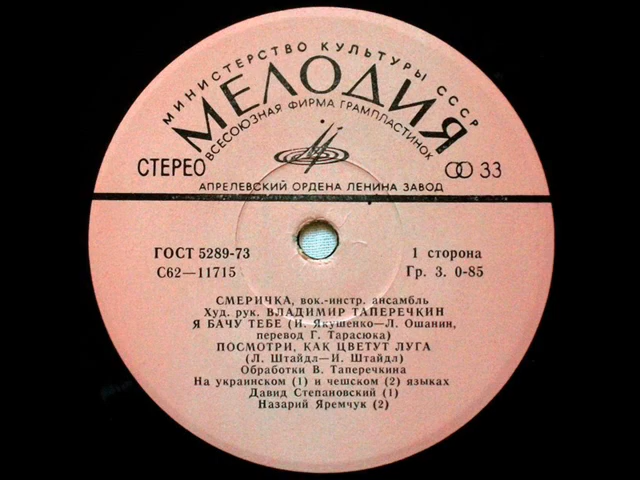 МИНИСТЕРСТВО КУЛЬТУРЫ СССР
МЕЛОДИЯ
ВСЕСОЮЗНАЯ ФИРМА ГРАМПЛАСТИНОК
СТЕРЕО
33
АПРЕЛЕВСКИЙ ОРДЕНА ЛЕНИНА ЗАВОД
ГОСТ 5289-73 1 сторона
С62—11715 Гр. 3. 0-85
СМЕРИЧКА, вок.-инстр. ансамбль
Худ. рук. ВЛАДИМИР ТАПЕРЕЧКИН
Я БАЧУ ТЕБЕ (И. Якушенко—Л. Ошанин,
перевод Г. Тарасюка)
ПОСМОТРИ, КАК ЦВЕТУТ ЛУГА
(Л. Штайдл—И. Штайдл)
Обработки В. Таперечкина
На украинском (1) и чешском (2) языках
Давид Степановский (1)
Назарий Яремчук (2)